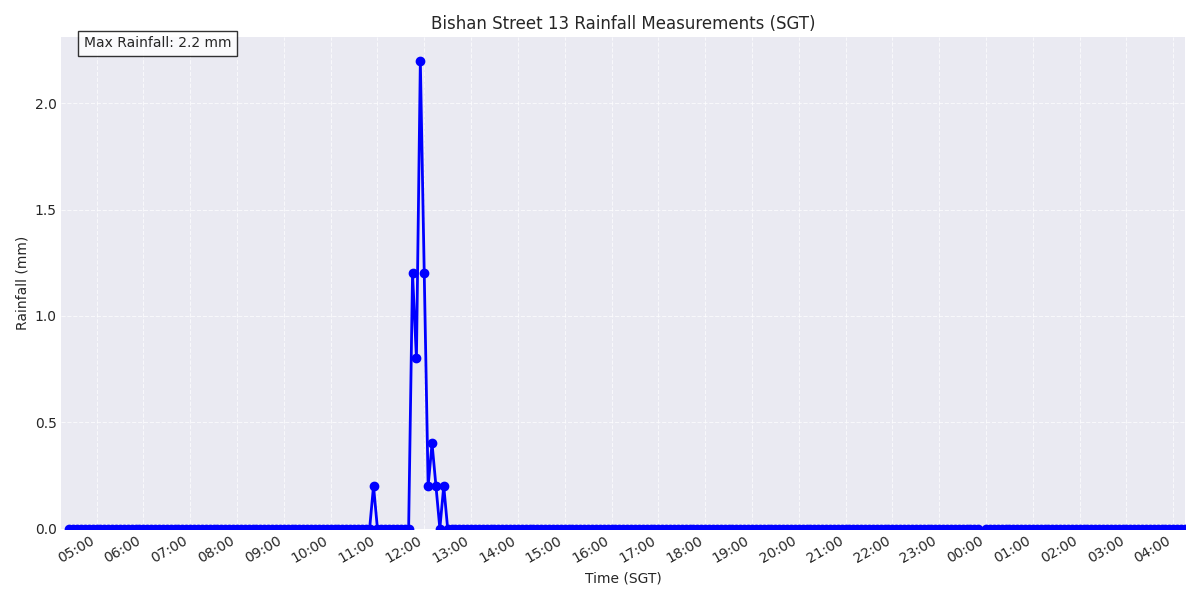 Bishan Street 13 Rainfall Measurements (SGT)
Max Rainfall: 2.2 mm
Rainfall (mm)
2.0
1.5
1.0
0.5
0.0
05:00 06:00 07:00 08:00 09:00 10:00 11:00 12:00 13:00 14:00 15:00 16:00 17:00 18:00 19:00 20:00 21:00 22:00 23:00 00:00 01:00 02:00 03:00 04:00
Time (SGT)